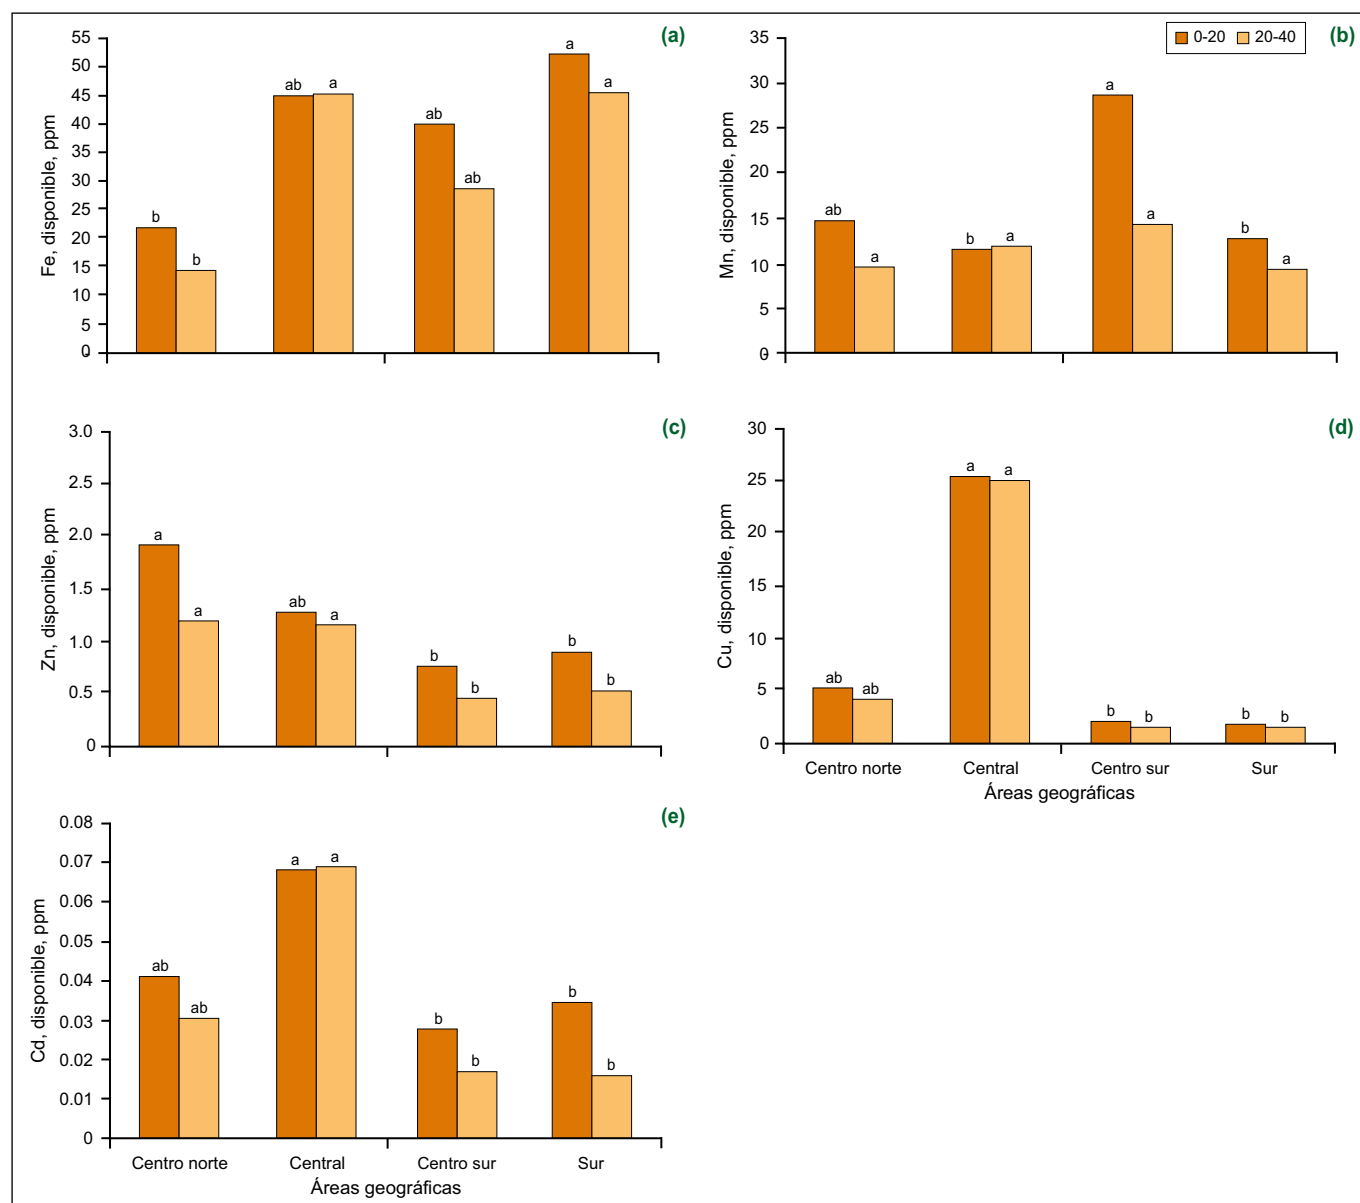 (a)
Fe, disponible, ppm
55
50
45
40
35
30
25
20
15
10
5
0
b
b
ab
a
ab
ab
a
a
(b)
0-20
20-40
Mn, disponible, ppm
35
30
25
20
15
10
5
0
ab
a
b
a
a
a
b
a
(c)
Zn, disponible, ppm
3.0
2.5
2.0
1.5
1.0
0.5
0
a
a
ab
a
b
b
b
b
(d)
Cu, disponible, ppm
30
25
20
15
10
5
0
ab
ab
a
a
b
b
b
b
Centro norte
Central
Centro sur
Sur
Áreas geográficas
(e)
Cd, disponible, ppm
0.08
0.07
0.06
0.05
0.04
0.03
0.02
0.01
0
ab
ab
a
a
b
b
b
b
Centro norte
Central
Centro sur
Sur
Áreas geográficas